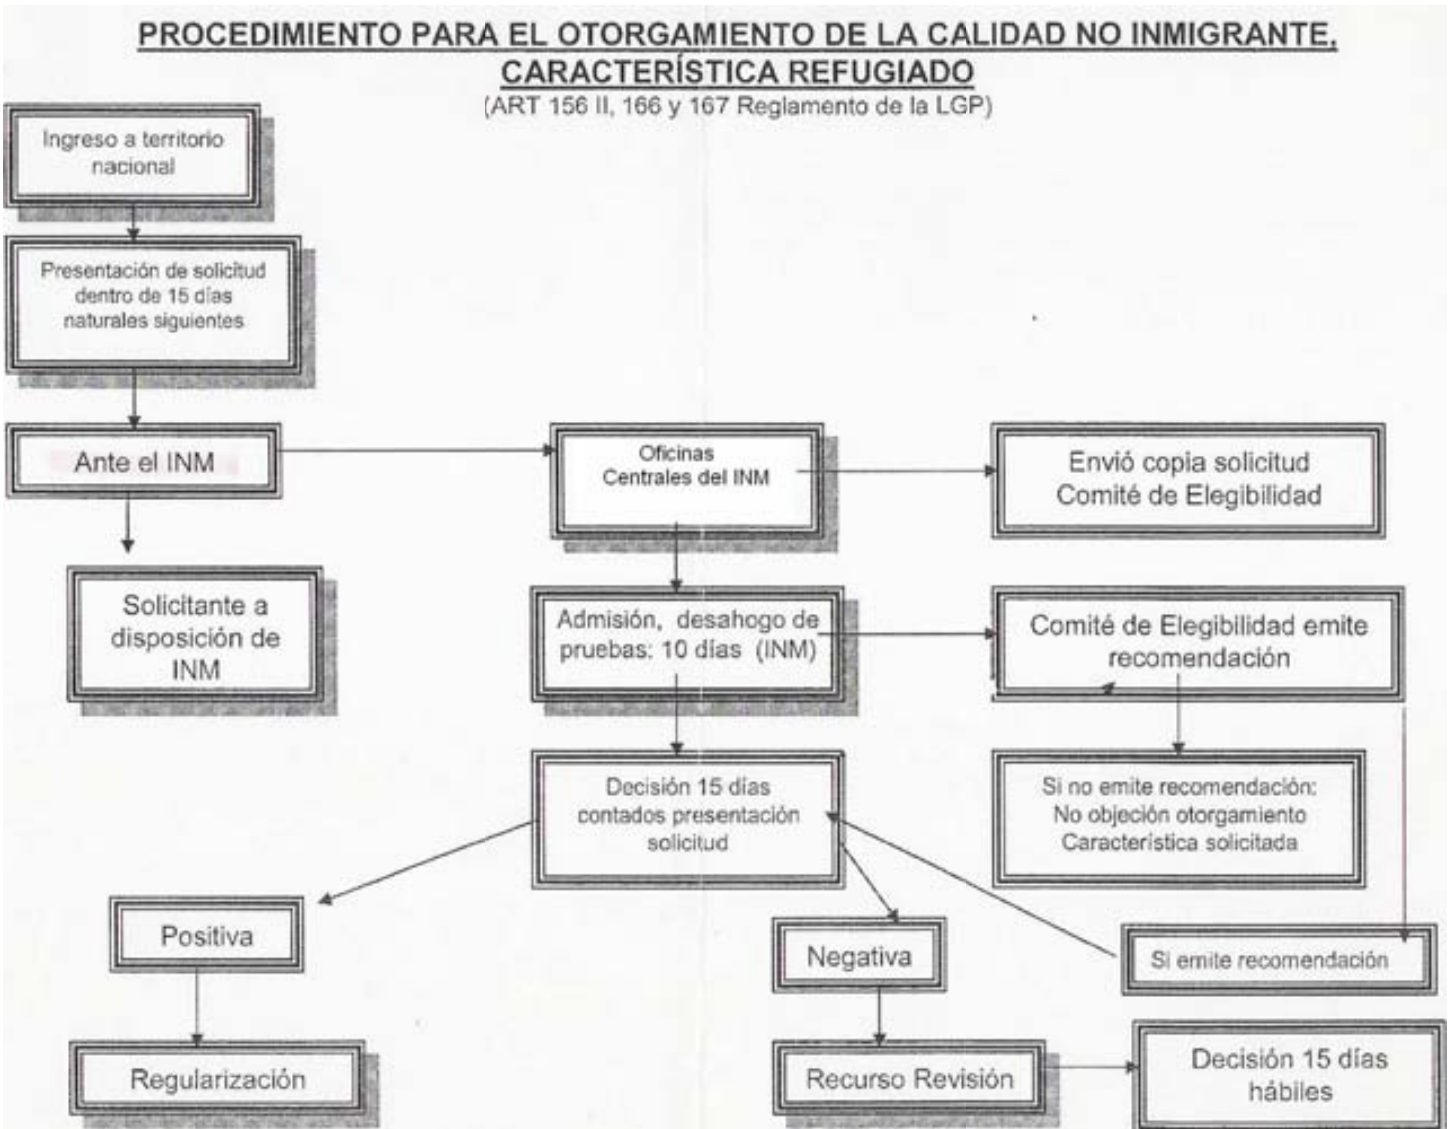 PROCEDIMIENTO PARA EL OTORGAMIENTO DE LA CALIDAD NO INMIGRANTE,
CARACTERÍSTICA REFUGIADO
(ART 156 II, 166 y 167 Reglamento de la LGP)
Ingreso a territorio
nacional
Presentación de solicitud
dentro de 15 días
naturales siguientes
Ante el INM
Oficinas
Centrales del INM
Envió copia solicitud
Comité de Elegibilidad
Solicitante a
disposición de
INM
Admisión, desahogo de
pruebas: 10 días (INM)
Comité de Elegibilidad emite
recomendación
Decisión 15 días
contados presentación
solicitud
Si no emite recomendación:
No objeción otorgamiento
Característica solicitada
Positiva
Negativa
Si emite recomendación
Regularización
Recurso Revisión
Decisión 15 días
hábiles